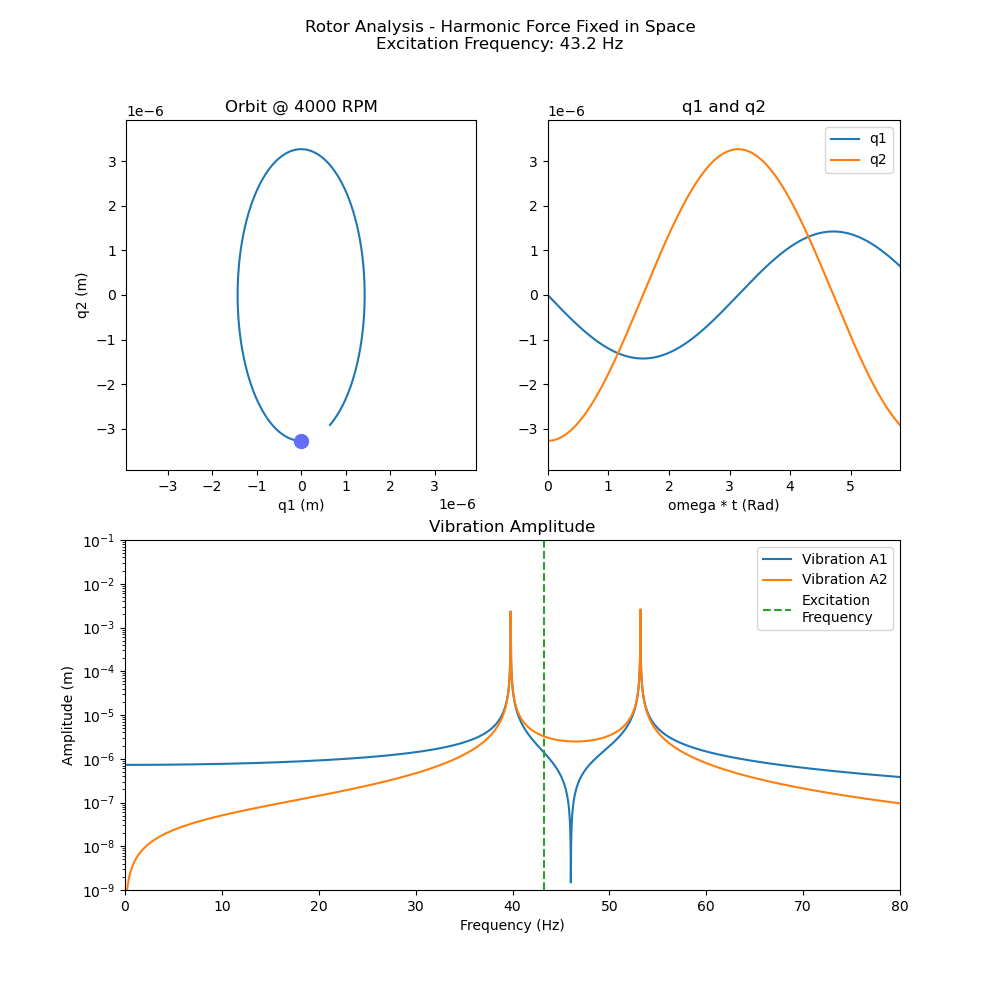 Rotor Analysis - Harmonic Force Fixed in Space
Excitation Frequency: 43.2 Hz
Orbit @ 4000 RPM
1e−6
q2 (m)
3
2
1
0
−1
−2
−3
−3 −2 −1 0 1 2 3
q1 (m)
1e−6
q1 and q2
1e−6
q1
q2
3
2
1
0
−1
−2
−3
0 1 2 3 4 5
omega * t (Rad)
Vibration Amplitude
Amplitude (m)
10⁻¹
10⁻²
10⁻³
10⁻⁴
10⁻⁵
10⁻⁶
10⁻⁷
10⁻⁸
10⁻⁹
Vibration A1
Vibration A2
Excitation
Frequency
0 10 20 30 40 50 60 70 80
Frequency (Hz)